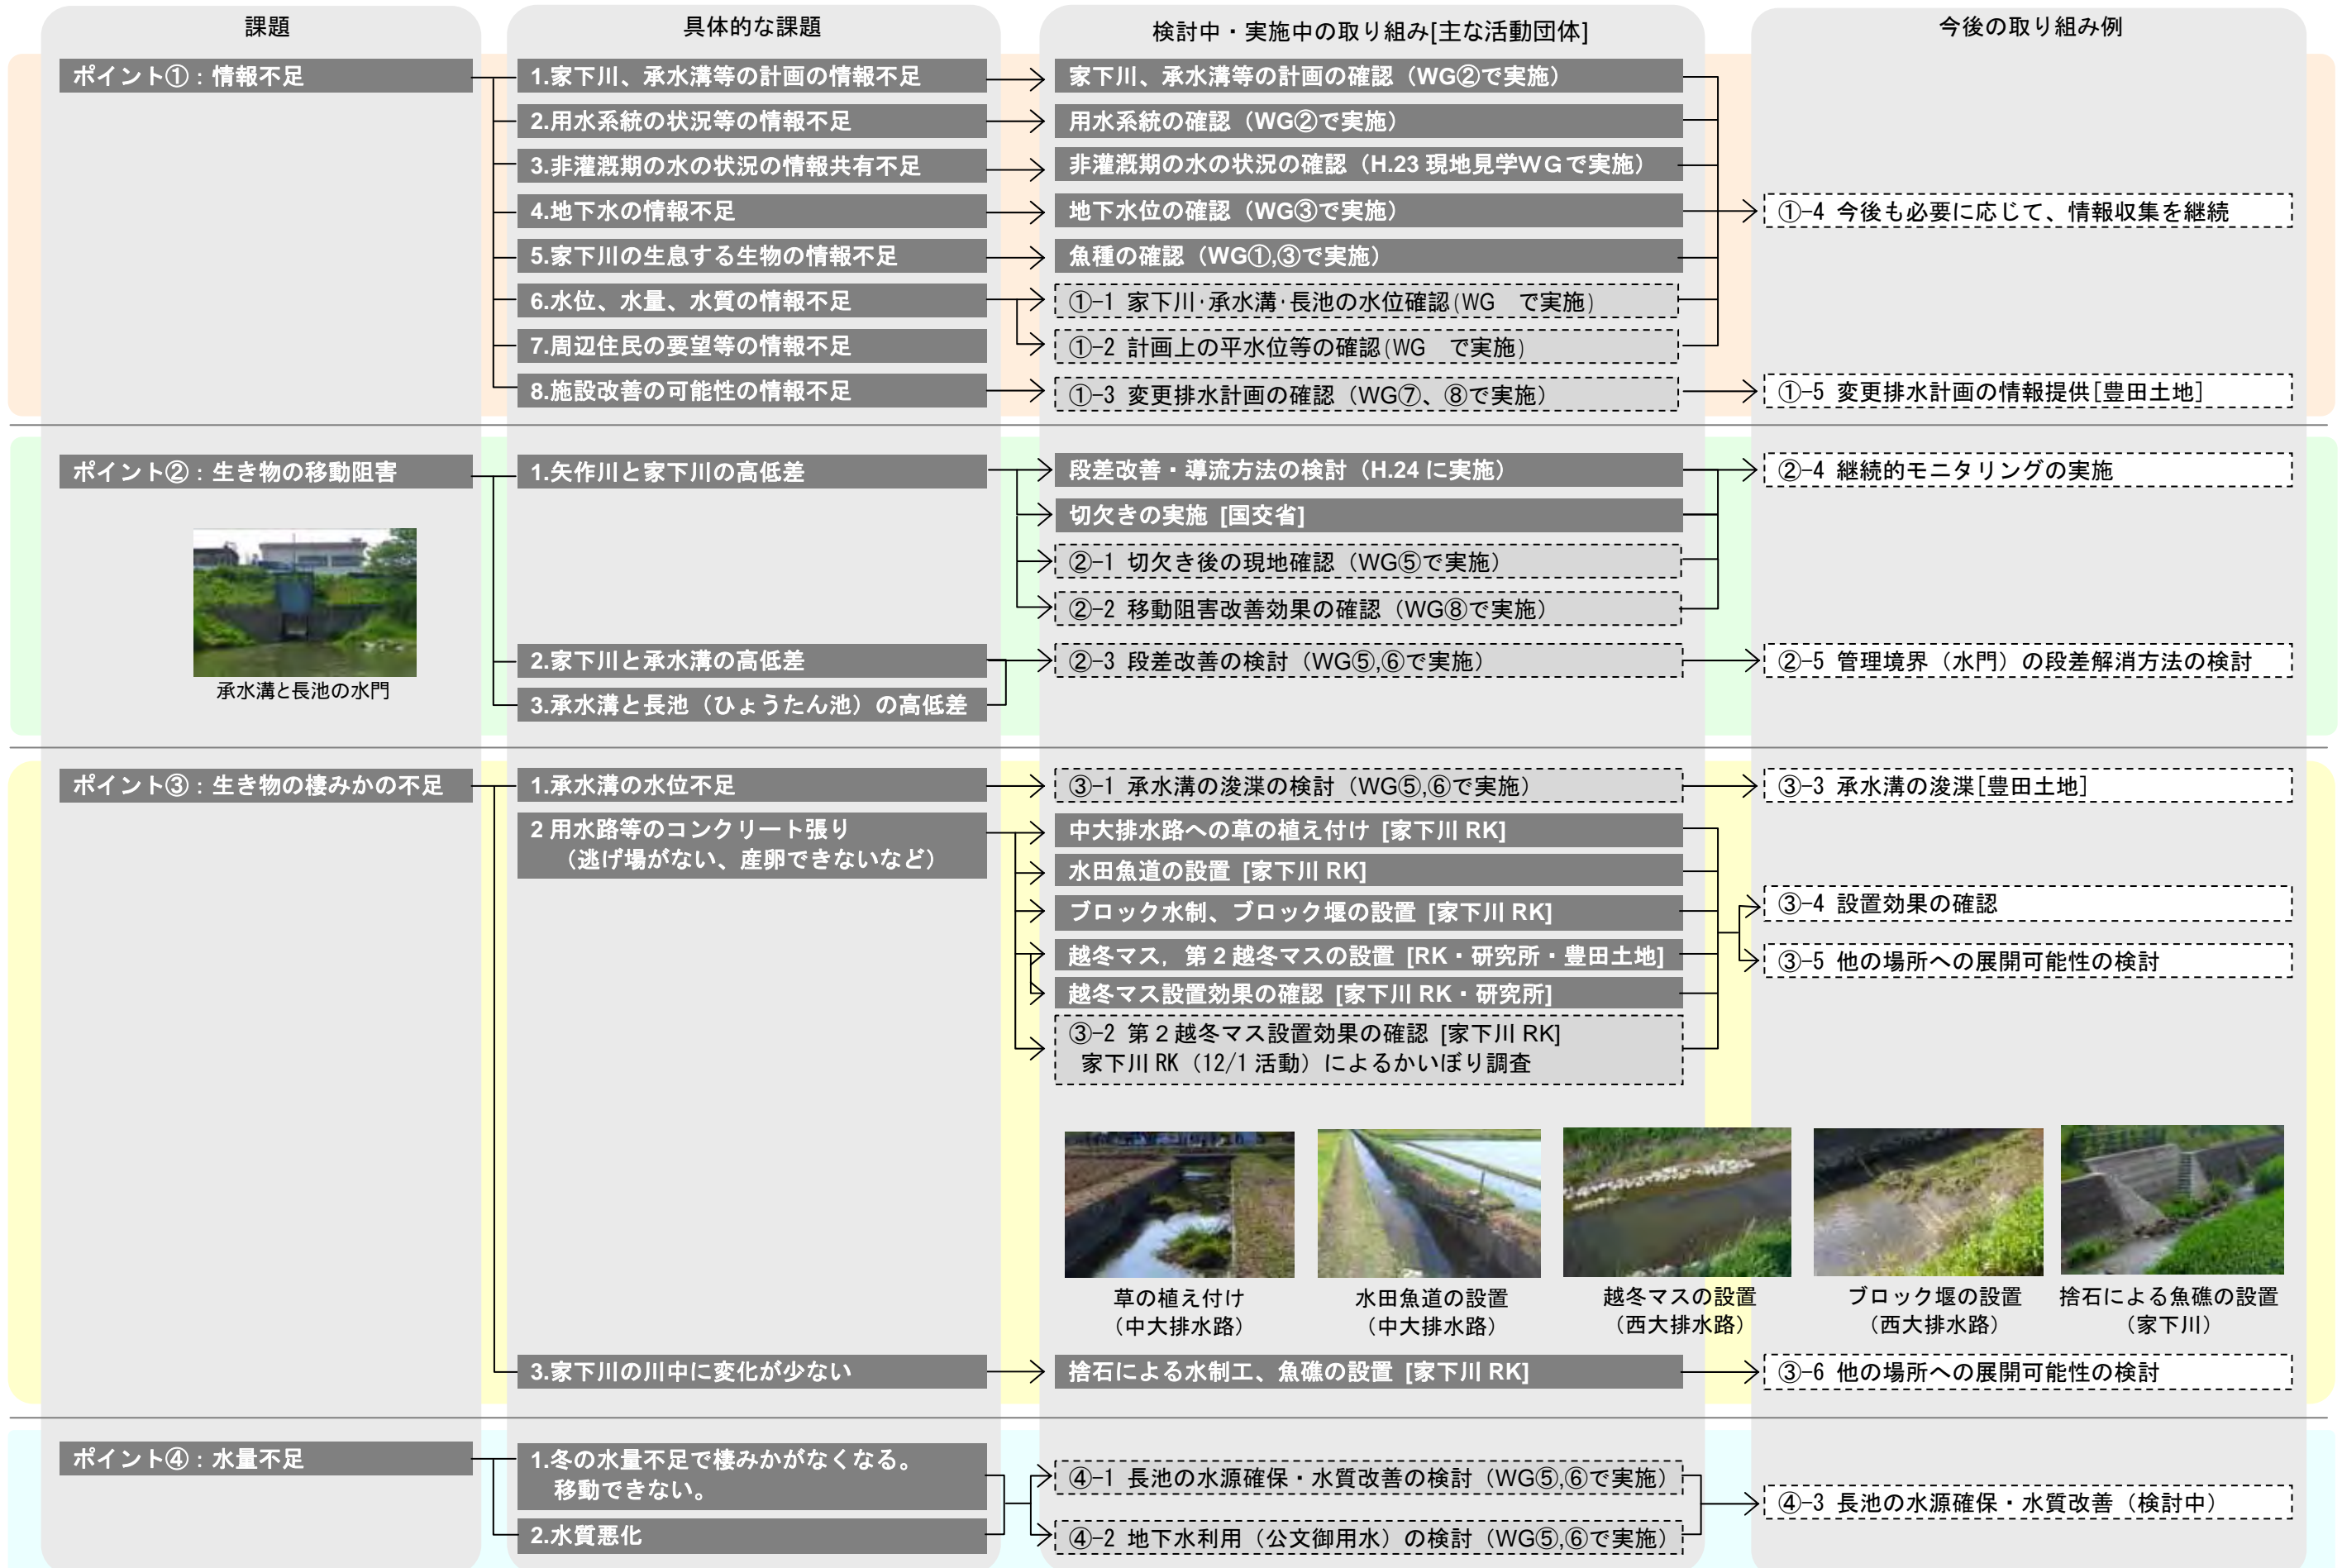 課題
具体的な課題
検討中・実施中の取り組み[主な活動団体]
今後の取り組み例
ポイント①：情報不足
1.家下川、承水溝等の計画の情報不足
家下川、承水溝等の計画の確認（WG②で実施）
2.用水系統の状況等の情報不足
用水系統の確認（WG②で実施）
3.非灌漑期の水の状況の情報共有不足
非灌漑期の水の状況の確認（H.23 現地見学ＷＧで実施）
4.地下水の情報不足
地下水位の確認（WG③で実施）
①-4 今後も必要に応じて、情報収集を継続
5.家下川の生息する生物の情報不足
魚種の確認（WG①,③で実施）
6.水位、水量、水質の情報不足
①-1 家下川･承水溝･長池の水位確認(WG　で実施)
7.周辺住民の要望等の情報不足
①-2 計画上の平水位等の確認(WG　で実施)
8.施設改善の可能性の情報不足
①-3 変更排水計画の確認（WG⑦、⑧で実施）
①-5 変更排水計画の情報提供[豊田土地]
ポイント②：生き物の移動阻害
1.矢作川と家下川の高低差
段差改善・導流方法の検討（H.24 に実施）
②-4 継続的モニタリングの実施
切欠きの実施 [国交省]
②-1 切欠き後の現地確認（WG⑤で実施）
②-2 移動阻害改善効果の確認（WG⑧で実施）
承水溝と長池の水門
2.家下川と承水溝の高低差
②-3 段差改善の検討（WG⑤,⑥で実施）
②-5 管理境界（水門）の段差解消方法の検討
3.承水溝と長池（ひょうたん池）の高低差
ポイント③：生き物の棲みかの不足
1.承水溝の水位不足
③-1 承水溝の浚渫の検討（WG⑤,⑥で実施）
③-3 承水溝の浚渫[豊田土地]
2 用水路等のコンクリート張り
（逃げ場がない、産卵できないなど）
中大排水路への草の植え付け [家下川 RK]
水田魚道の設置 [家下川 RK]
ブロック水制、ブロック堰の設置 [家下川 RK]
③-4 設置効果の確認
越冬マス，第２越冬マスの設置 [RK・研究所・豊田土地]
③-5 他の場所への展開可能性の検討
越冬マス設置効果の確認 [家下川 RK・研究所]
③-2 第２越冬マス設置効果の確認 [家下川 RK]
家下川 RK（12/1 活動）によるかいぼり調査
草の植え付け
（中大排水路）
水田魚道の設置
（中大排水路）
越冬マスの設置
（西大排水路）
ブロック堰の設置
（西大排水路）
捨石による魚礁の設置
（家下川）
3.家下川の川中に変化が少ない
捨石による水制工、魚礁の設置 [家下川 RK]
③-6 他の場所への展開可能性の検討
ポイント④：水量不足
1.冬の水量不足で棲みかがなくなる。
移動できない。
④-1 長池の水源確保・水質改善の検討（WG⑤,⑥で実施）
④-3 長池の水源確保・水質改善（検討中）
2.水質悪化
④-2 地下水利用（公文御用水）の検討（WG⑤,⑥で実施）